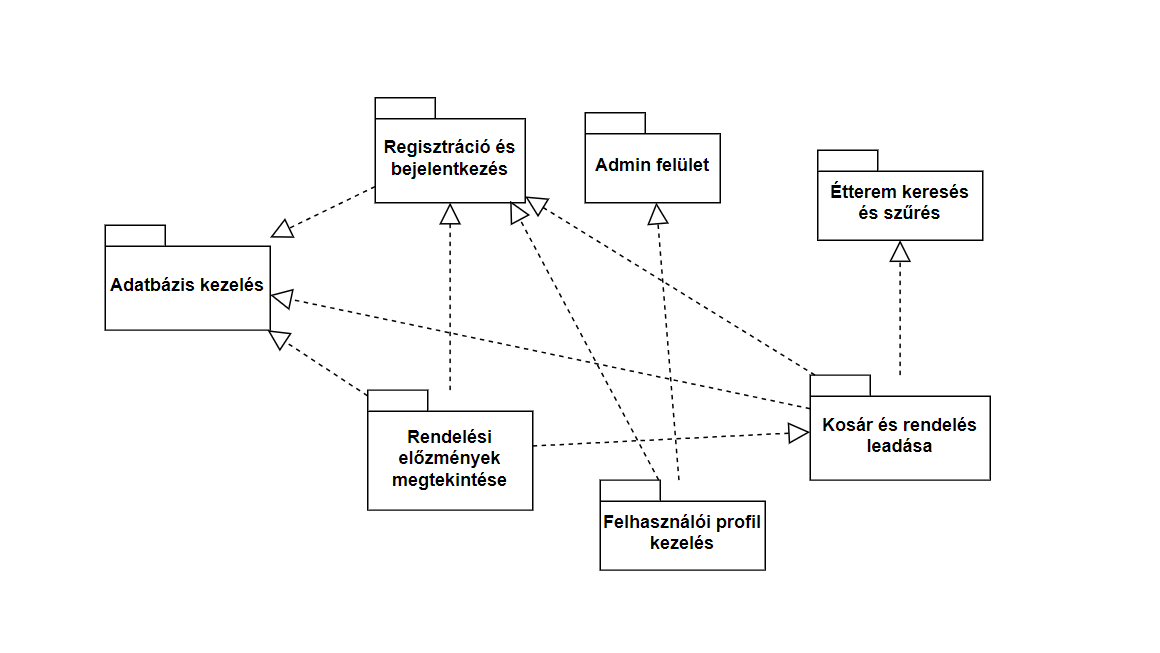 Regisztráció és
bejelentkezés
Admin felület
Étterem keresés
és szűrés
Adatbázis kezelés
Rendelési
előzmények
megtekintése
Kosár és rendelés
leadása
Felhasználói profil
kezelés